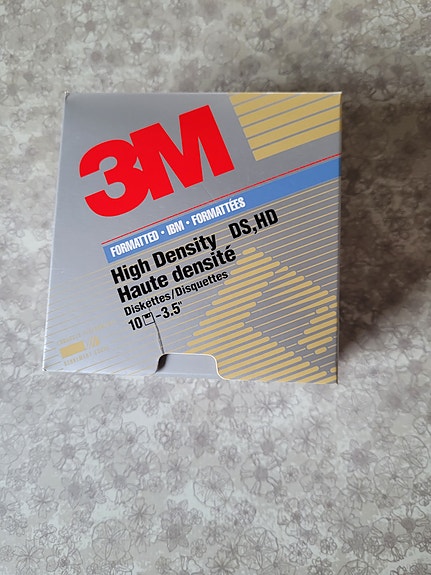 3M
FORMATTED • IBM • FORMATTÉES
High Density DS,HD
Haute densité
Diskettes/Disquettes
10 -3.5"